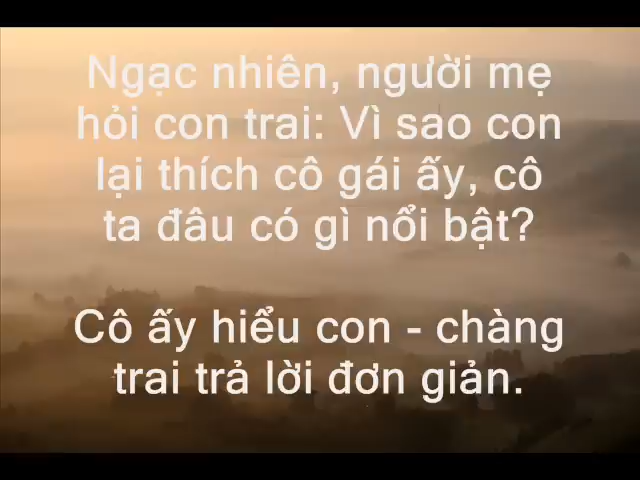 Ngạc nhiên, người mẹ
hỏi con trai: Vì sao con
lại thích cô gái ấy, cô
ta đâu có gì nổi bật?
Cô ấy hiểu con - chàng
trai trả lời đơn giản.